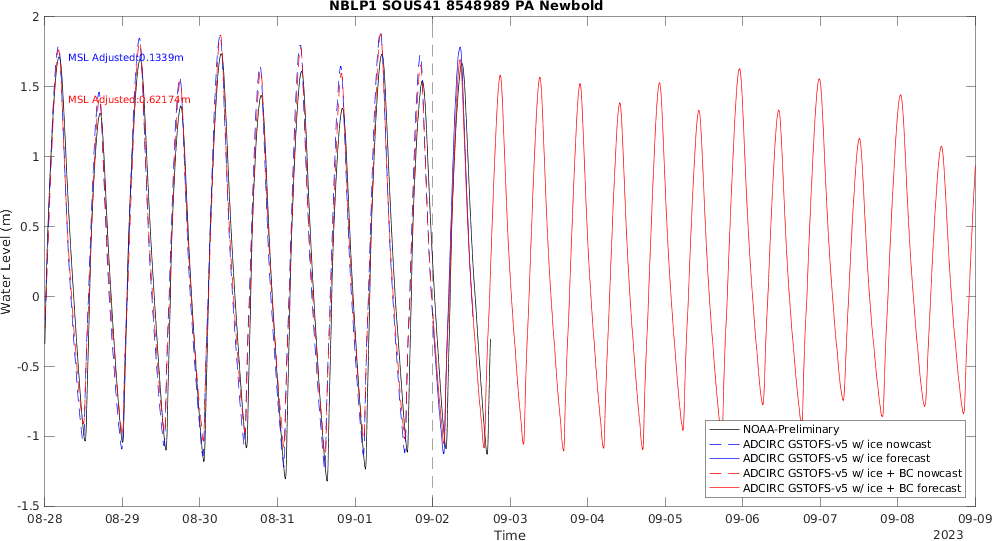 NBLP1 SOUS41 8548989 PA Newbold
2
1.5
1
0.5
0
-0.5
-1
-1.5
Water Level (m)
MSL Adjusted:0.1339m
MSL Adjusted:0.62174m
NOAA-Preliminary
ADCIRC GSTOFS-v5 w/ ice nowcast
ADCIRC GSTOFS-v5 w/ ice forecast
ADCIRC GSTOFS-v5 w/ ice + BC nowcast
ADCIRC GSTOFS-v5 w/ ice + BC forecast
08-28 08-29 08-30 08-31 09-01 09-02 09-03 09-04 09-05 09-06 09-07 09-08 09-09
Time
2023